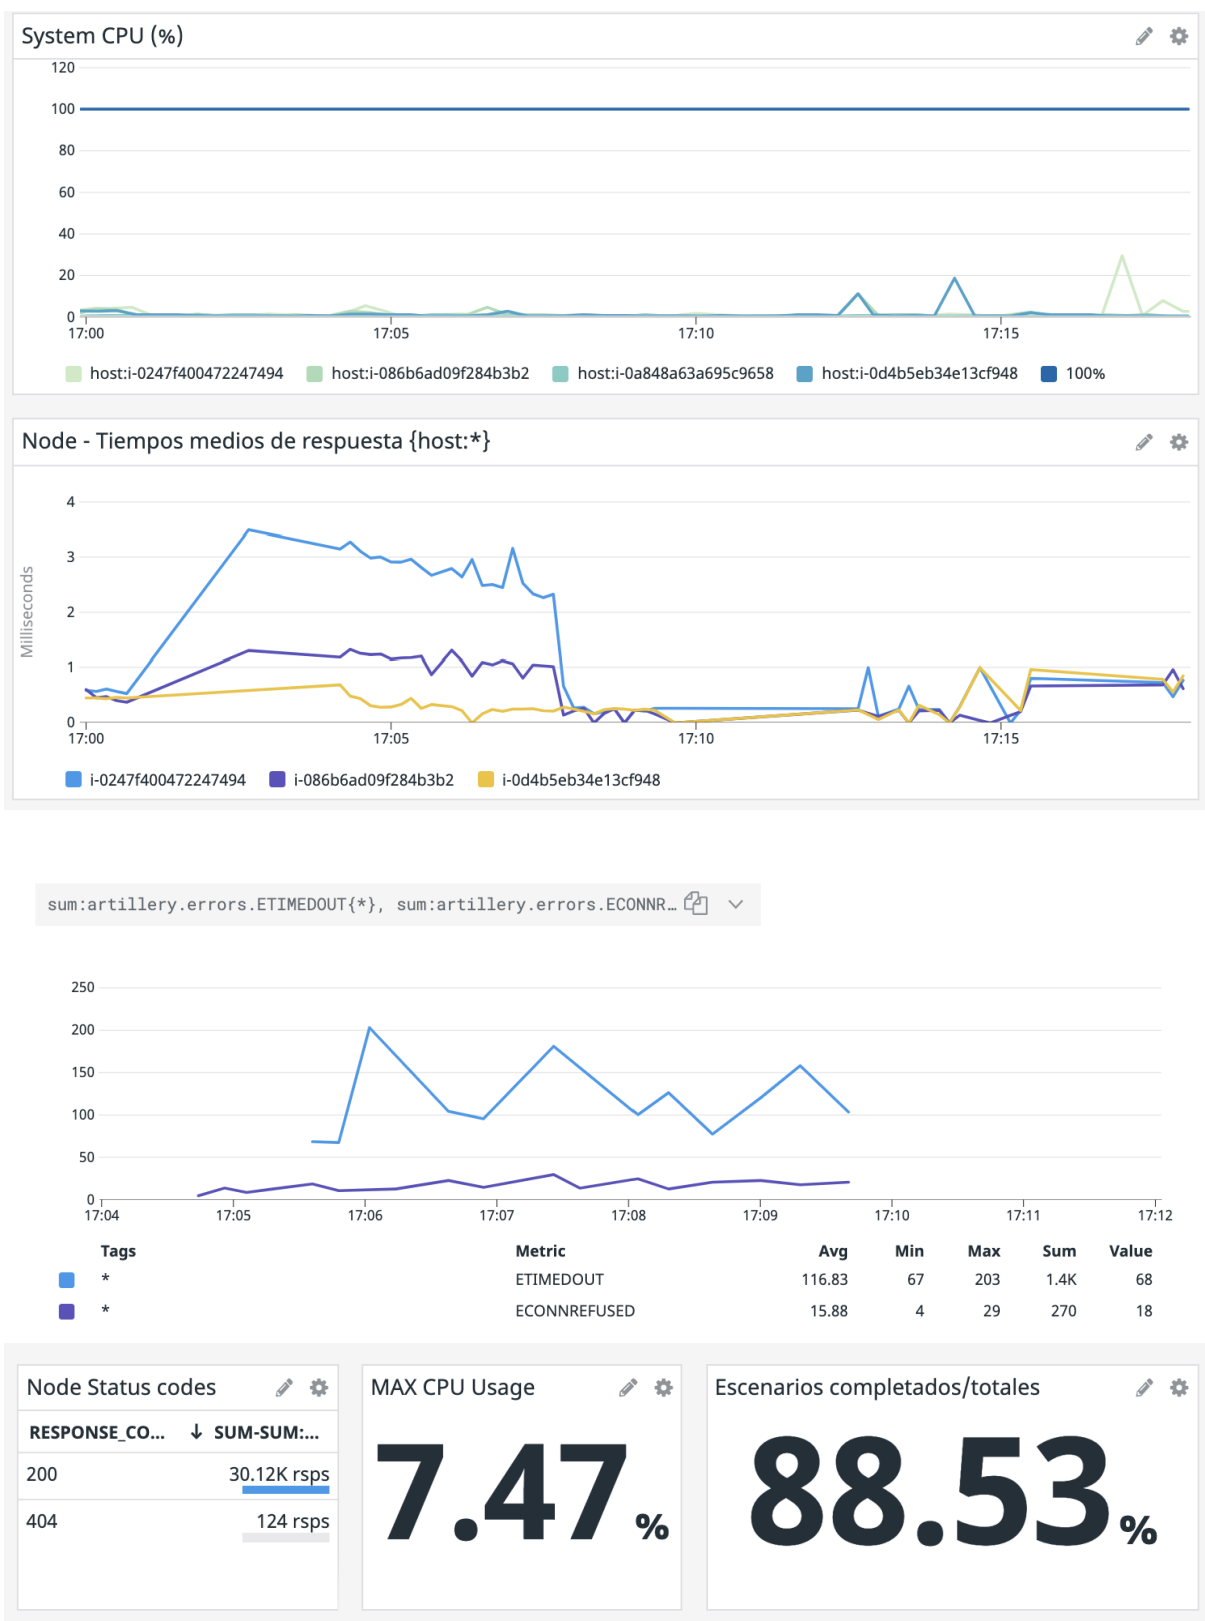 System CPU (%)
120
100
80
60
40
20
0
17:00 17:05 17:10 17:15
host:i-0247f400472247494 host:i-086b6ad09f284b3b2 host:i-0a848a63a695c9658 host:i-0d4b5eb34e13cf948 100%
Node - Tiempos medios de respuesta {host:*}
Milliseconds
4
3
2
1
0
17:00 17:05 17:10 17:15
i-0247f400472247494 i-086b6ad09f284b3b2 i-0d4b5eb34e13cf948
sum:artillery.errors.ETIMEDOUT{*}, sum:artillery.errors.ECONNR…
250
200
150
100
50
0
17:04 17:05 17:06 17:07 17:08 17:09 17:10 17:11 17:12
Tags Metric Avg Min Max Sum Value
* ETIMEDOUT 116.83 67 203 1.4K 68
* ECONNREFUSED 15.88 4 29 270 18
Node Status codes
RESPONSE_CO... ↓ SUM-SUM:...
200 30.12K rsps
404 124 rsps
MAX CPU Usage
7.47 %
Escenarios completados/totales
88.53 %